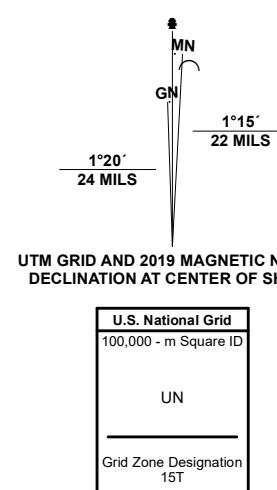 MN
GN
1°15´
22 MILS
1°20´
24 MILS
UTM GRID AND 2019 MAGNETIC
DECLINATION AT CENTER OF
U.S. National Grid
100,000 - m Square ID
UN
Grid Zone Designation
15T